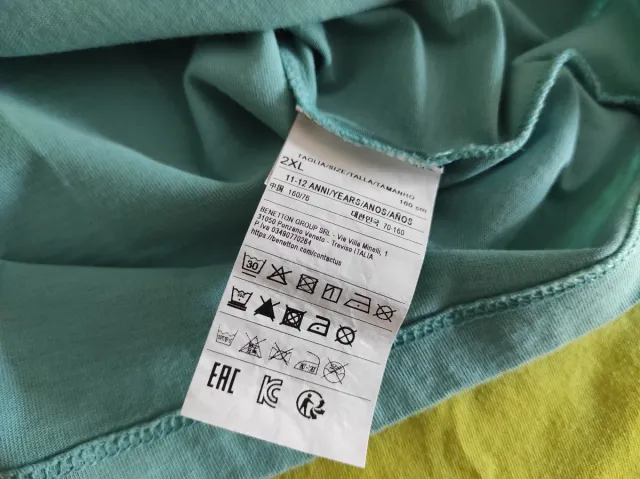 TAGLIA/SIZE/TALLA/TAMANHO
2XL 160 cm
11-12 ANNI/YEARS/ANOS/AÑOS
中国 160/76 대한민국 70-160
BENETTON GROUP SRL - Via Villa Minelli, 1
31050 Ponzano Veneto - Treviso ITALIA
P.Iva 03490770264
https://benetton.com/contactus
30
EAC